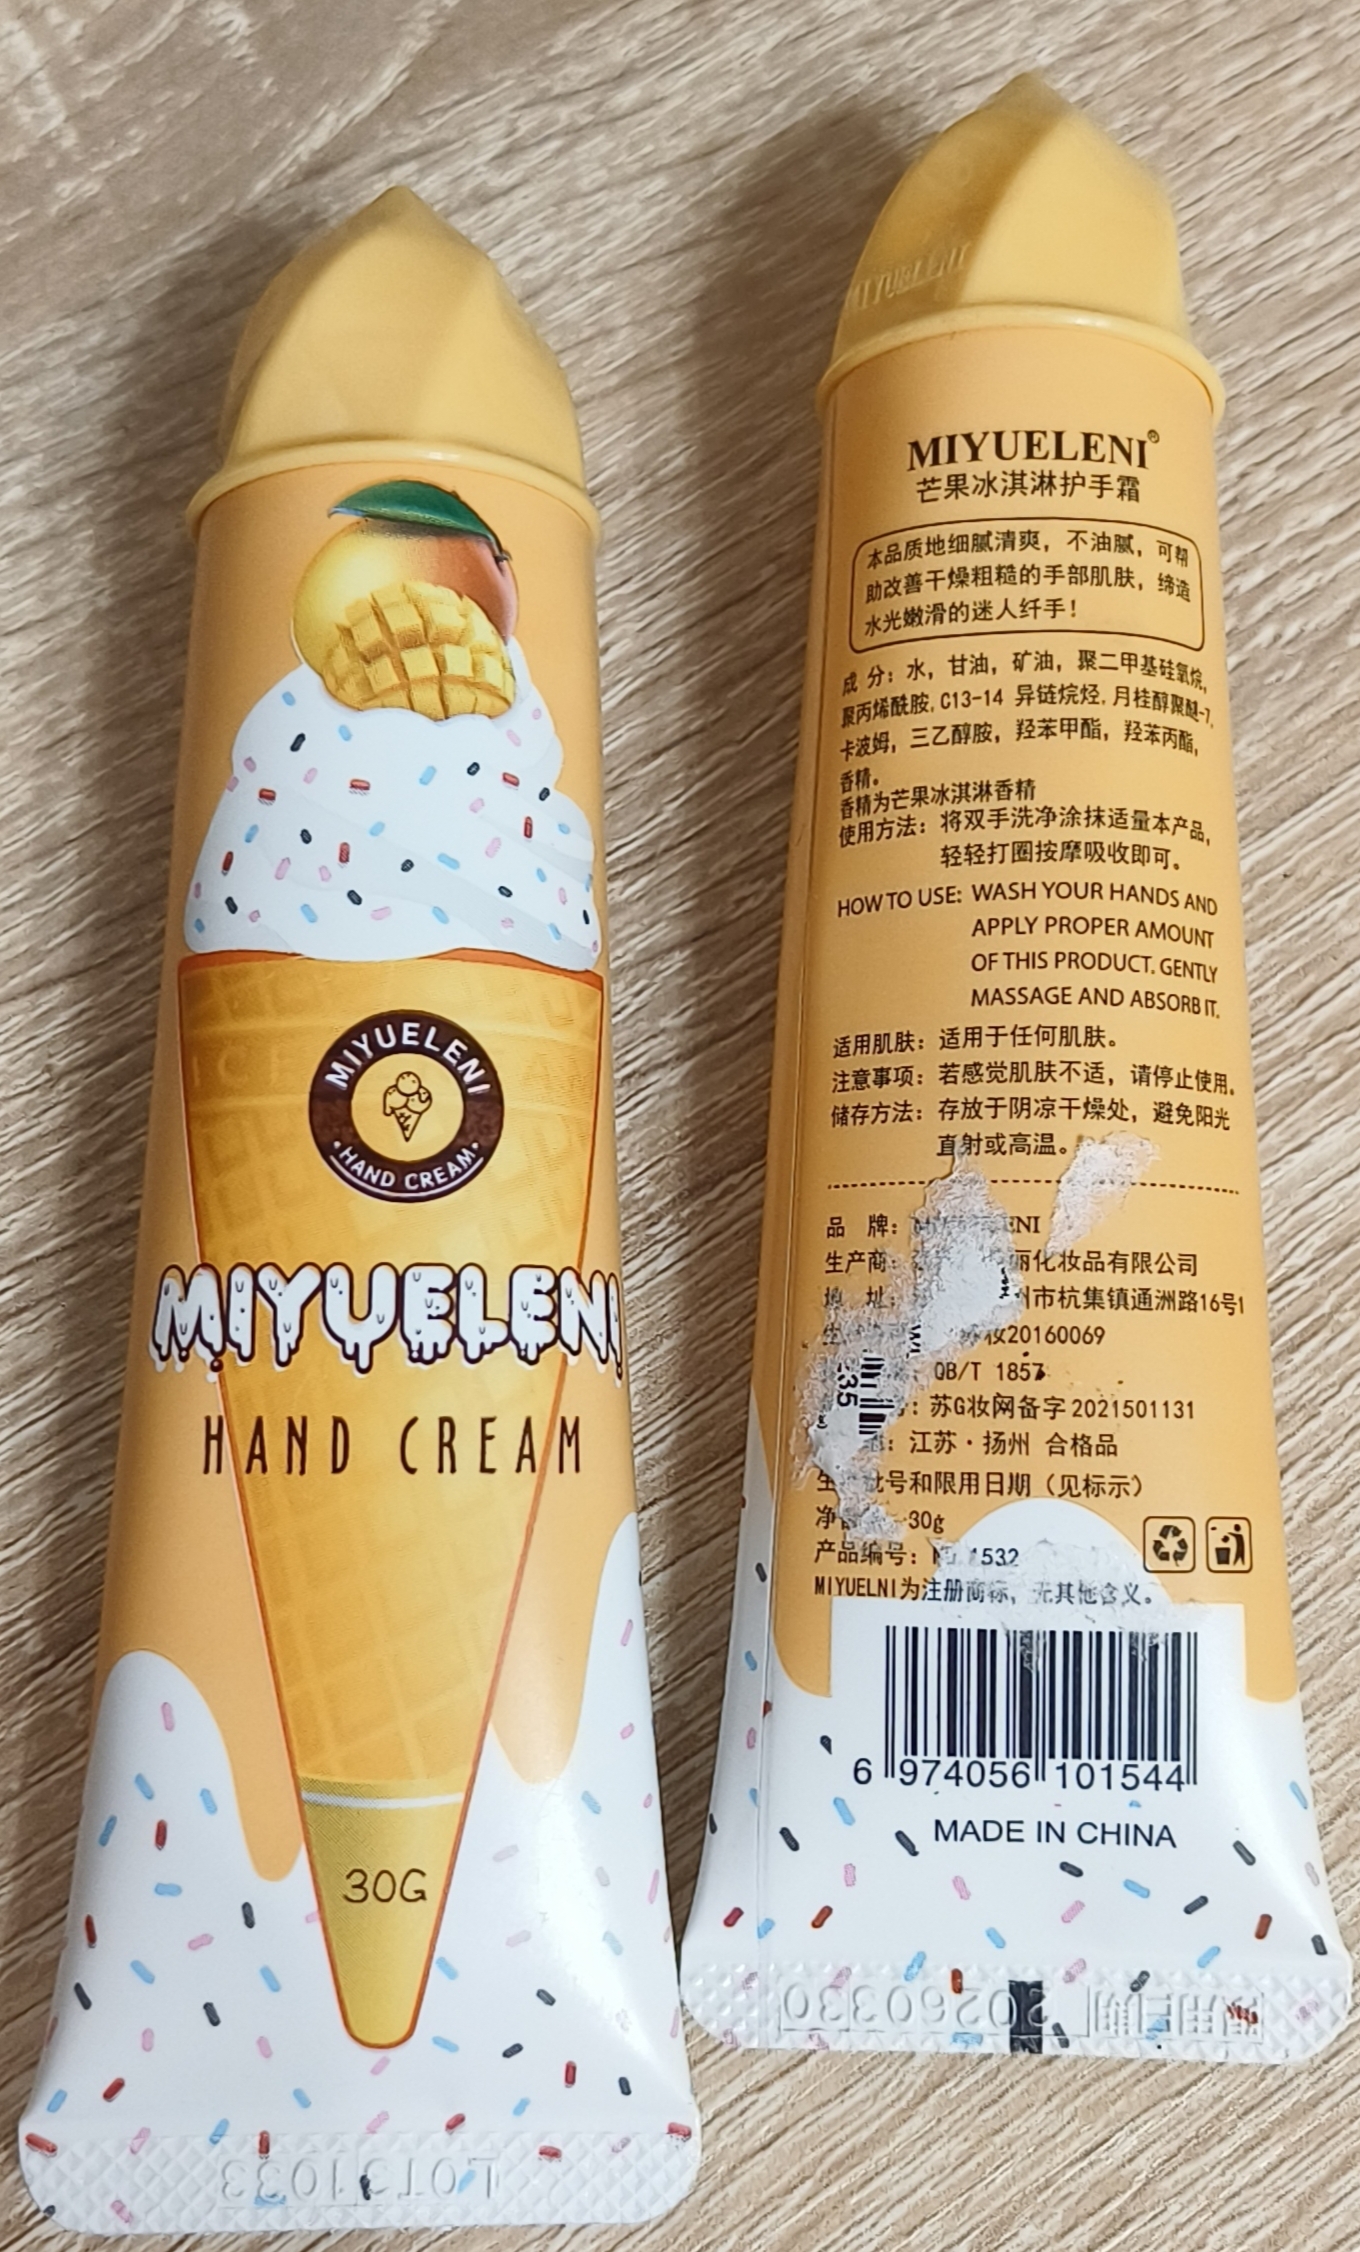 MIYUELENI
HAND CREAM
MIYUELENI
HAND CREAM
30G
LOT31033
MIYUELENI
MIYUELENI®
芒果冰淇淋护手霜
本品质地细腻清爽，不油腻，可帮
助改善干燥粗糙的手部肌肤，缔造
水光嫩滑的迷人纤手！
成 分：水，甘油，矿油，聚二甲基硅氧烷，
聚丙烯酰胺，C13-14 异链烷烃，月桂醇聚醚-7，
卡波姆，三乙醇胺，羟苯甲酯，羟苯丙酯，
香精。
香精为芒果冰淇淋香精
使用方法：将双手洗净涂抹适量本产品，
轻轻打圈按摩吸收即可。
HOW TO USE: WASH YOUR HANDS AND
APPLY PROPER AMOUNT
OF THIS PRODUCT. GENTLY
MASSAGE AND ABSORB IT.
适用肌肤：适用于任何肌肤。
注意事项：若感觉肌肤不适，请停止使用。
储存方法：存放于阴凉干燥处，避免阳光
直射或高温。
品 牌：ENI
生产商：丽化妆品有限公司
地 址：州市杭集镇通洲路16号1
妆20160069
QB/T 1857
35
：苏G妆网备字2021501131
：江苏·扬州 合格品
批号和限用日期（见标示）
净 30g
产品编号：1532
MIYUELNI为注册商标，无其他含义。
6 974056 101544
MADE IN CHINA
限用日期 20260330